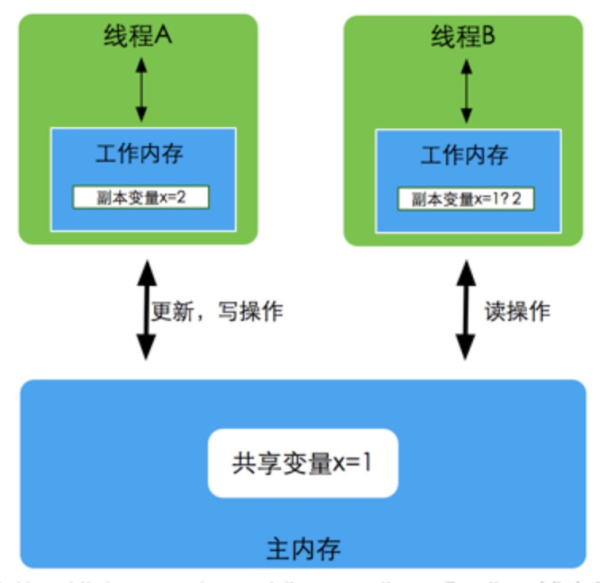 线程A
线程B
工作内存
工作内存
副本变量x=2
副本变量x=1?2
更新，写操作
读操作
共享变量x=1
主内存